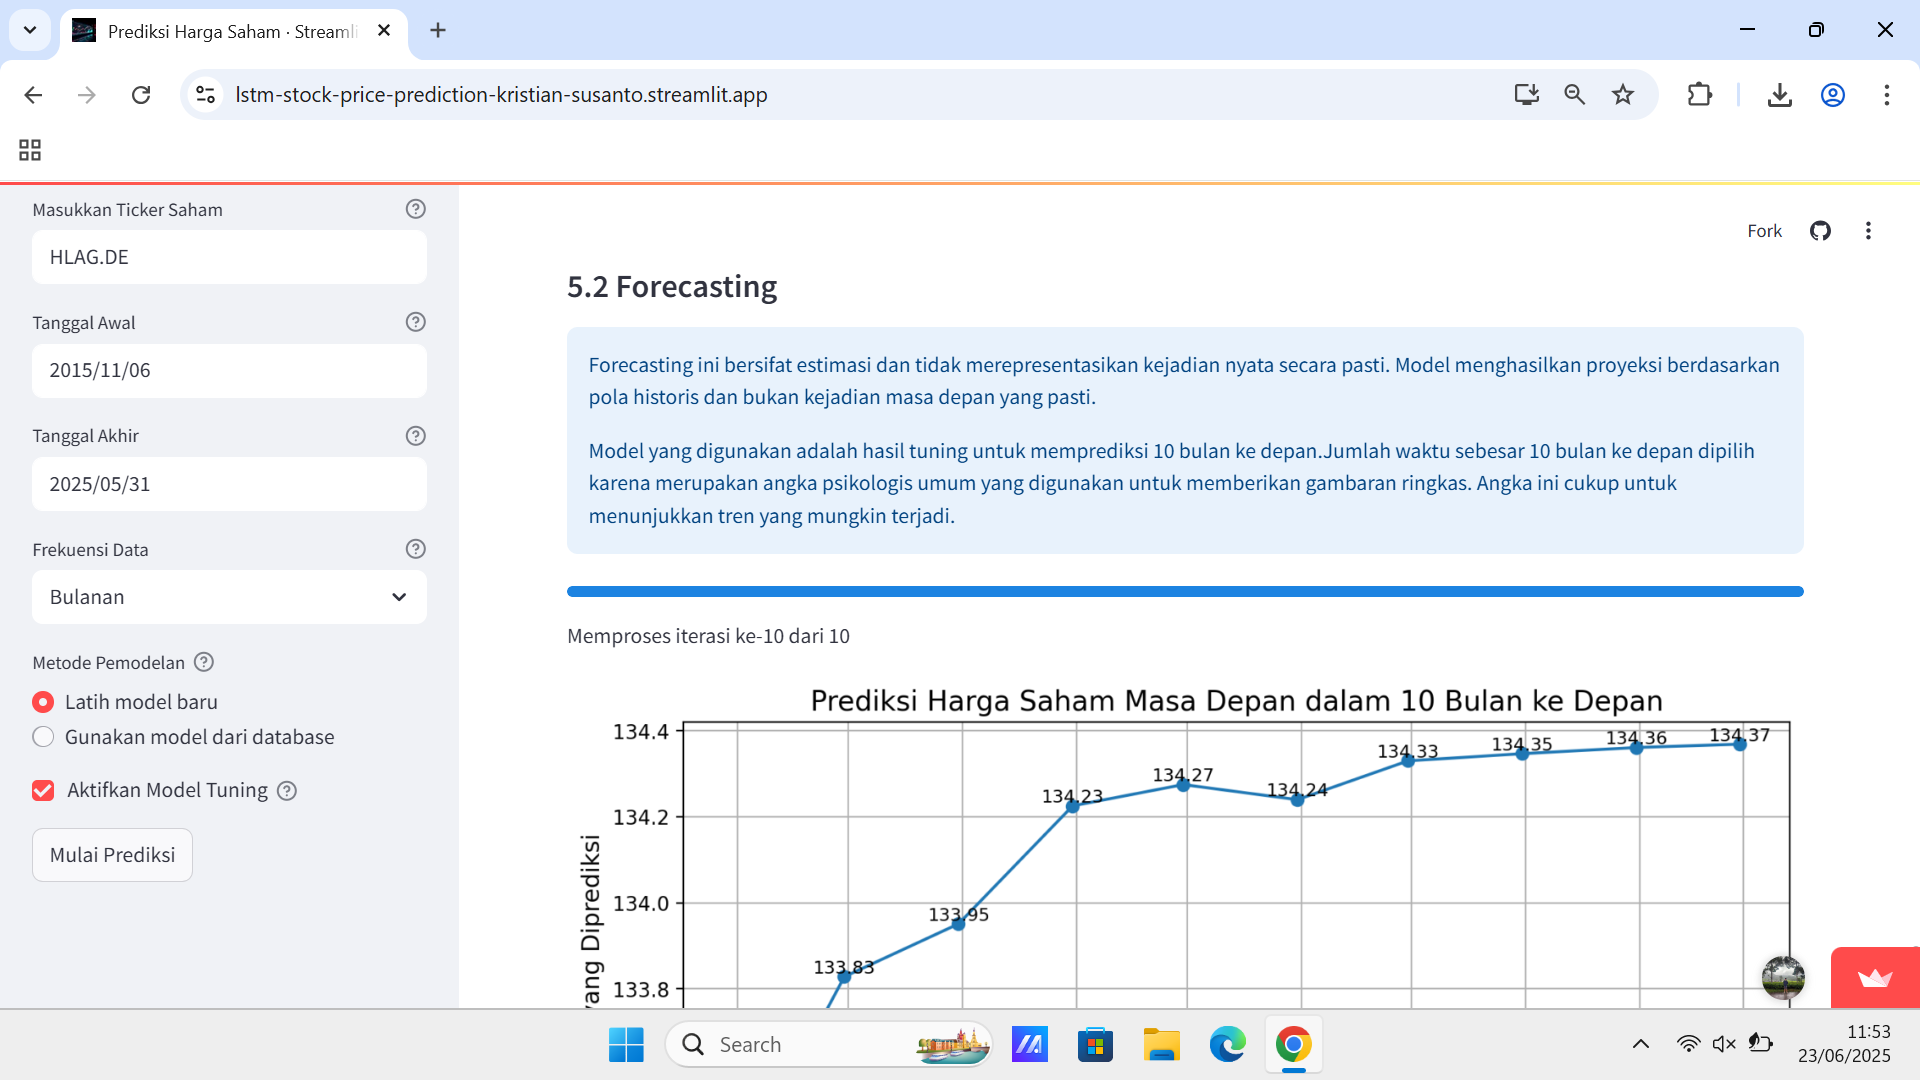 Prediksi Harga Saham · Streamli
lstm-stock-price-prediction-kristian-susanto.streamlit.app
Masukkan Ticker Saham
HLAG.DE
Tanggal Awal
2015/11/06
Tanggal Akhir
2025/05/31
Frekuensi Data
Bulanan
Metode Pemodelan
Latih model baru
Gunakan model dari database
Aktifkan Model Tuning
Mulai Prediksi
Fork
5.2 Forecasting
Forecasting ini bersifat estimasi dan tidak merepresentasikan kejadian nyata secara pasti. Model menghasilkan proyeksi berdasarkan
pola historis dan bukan kejadian masa depan yang pasti.
Model yang digunakan adalah hasil tuning untuk memprediksi 10 bulan ke depan.Jumlah waktu sebesar 10 bulan ke depan dipilih
karena merupakan angka psikologis umum yang digunakan untuk memberikan gambaran ringkas. Angka ini cukup untuk
menunjukkan tren yang mungkin terjadi.
Memproses iterasi ke-10 dari 10
Prediksi Harga Saham Masa Depan dalam 10 Bulan ke Depan
134.4
134.2
134.0
133.8
yang Diprediksi
133.83
133.95
134.23
134.27
134.24
134.33
134.35
134.36
134.37
Search
11:53
23/06/2025